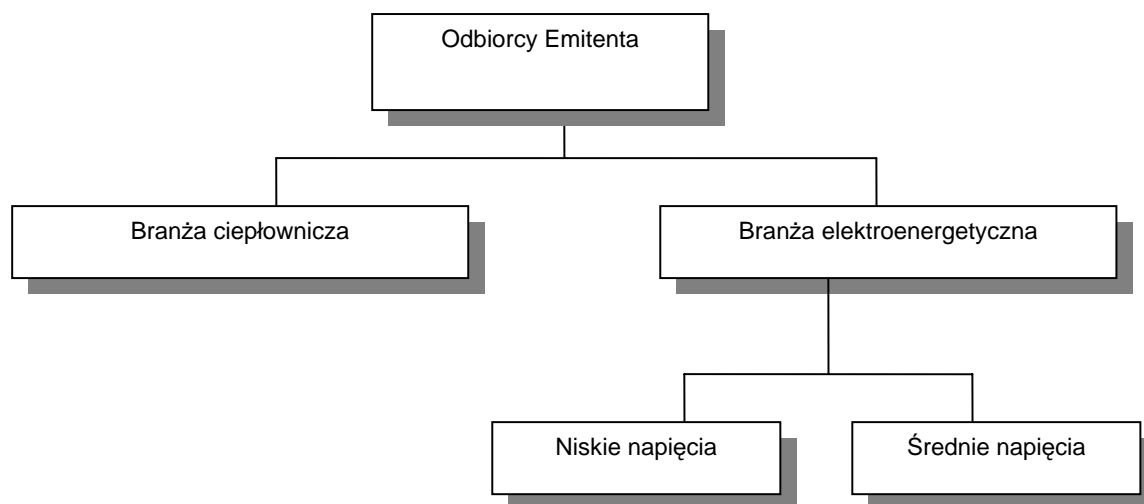 Odbiorcy Emitenta
Branża ciepłownicza
Branża elektroenergetyczna
Niskie napięcia
Średnie napięcia